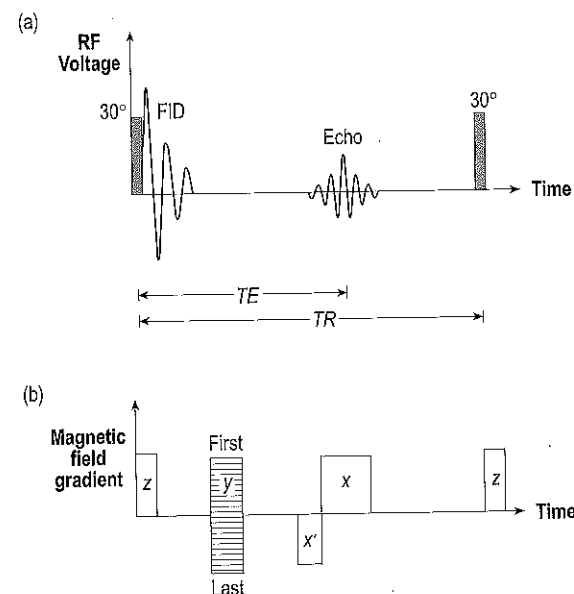 (a)
RF
Voltage
30°
FID
Echo
30°
Time
TE
TR
(b)
Magnetic
field
gradient
First
z
y
x
x'
z
Time
Last